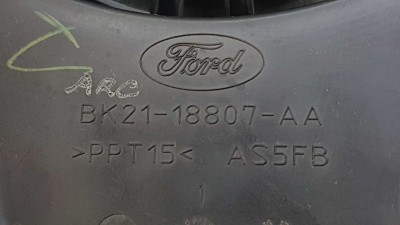 Ford
ARC
BK21-18807-AA
>PPT15< AS5FB
1